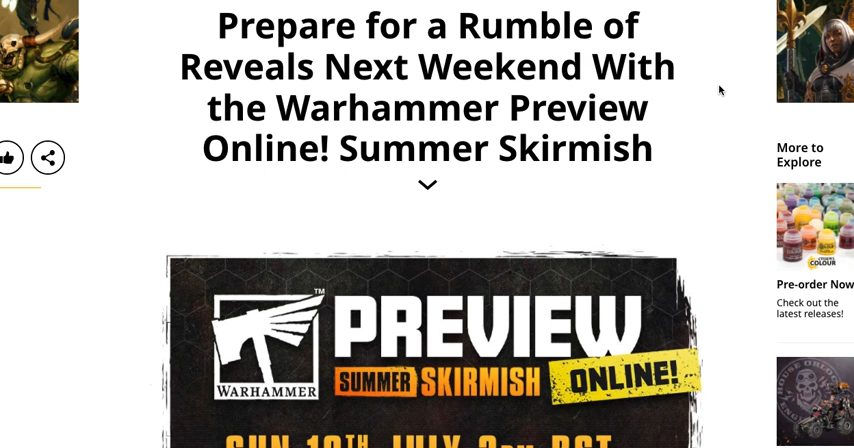 Prepare for a Rumble of
Reveals Next Weekend With
the Warhammer Preview
Online! Summer Skirmish
PREVIEW
WARHAMMER
TM
SUMMER SKIRMISH
ONLINE!
More to
Explore
CITADEL
COLOUR
Pre-order Now
Check out the
latest releases!